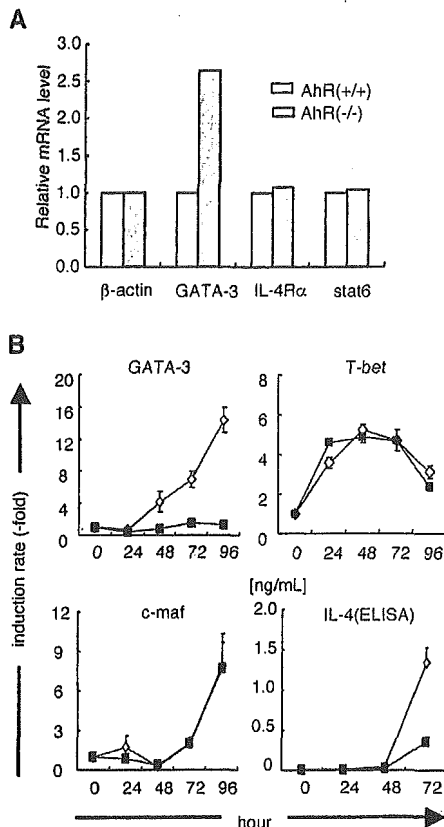 A
Relative mRNA level
3.0
2.5
2.0
1.5
1.0
0.5
0.0
AhR(+/+)
AhR(-/-)
β-actin GATA-3 IL-4Rα stat6
B
induction rate (-fold)
GATA-3
20
16
12
8
4
0
0 24 48 72 96
T-bet
8
6
4
2
0
0 24 48 72 96
c-maf
12
9
6
3
0
0 24 48 72 96
[ng/mL]
IL-4(ELISA)
2.0
1.5
1.0
0.5
0
0 24 48 72
hour